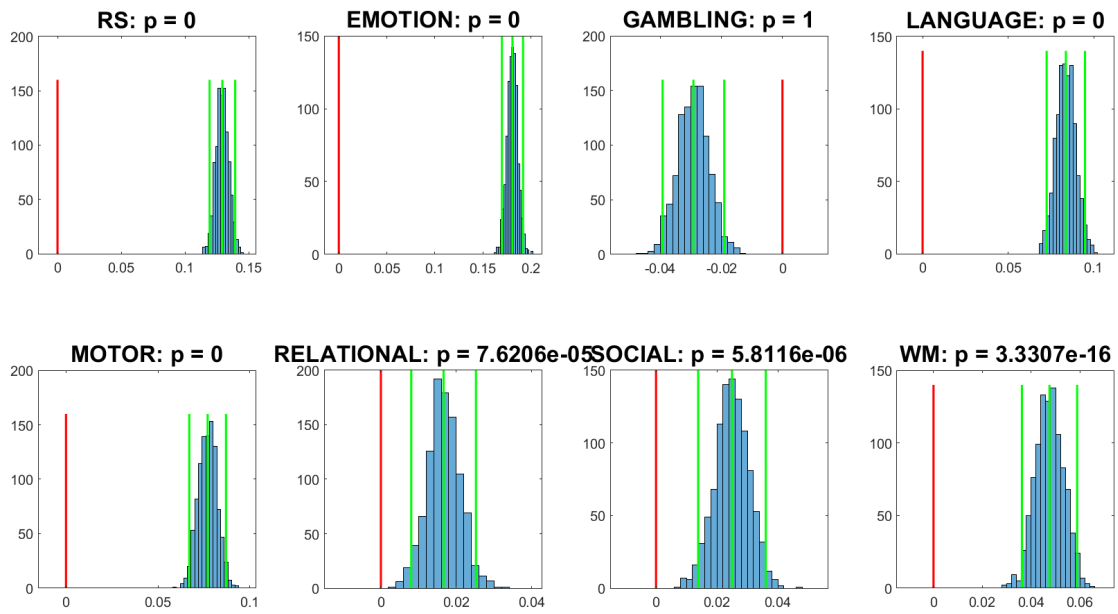 RS: p = 0
200
150
100
50
0
0 0.05 0.1 0.15
EMOTION: p = 0
150
100
50
0
0 0.05 0.1 0.15 0.2
GAMBLING: p = 1
200
150
100
50
0
-0.04 -0.02 0
LANGUAGE: p = 0
150
100
50
0
0 0.05 0.1
MOTOR: p = 0
200
150
100
50
0
0 0.05 0.1
RELATIONAL: p = 7.6206e-05
200
150
100
50
0
0 0.02 0.04
SOCIAL: p = 5.8116e-06
150
100
50
0
0 0.02 0.04
WM: p = 3.3307e-16
150
100
50
0
0 0.02 0.04 0.06